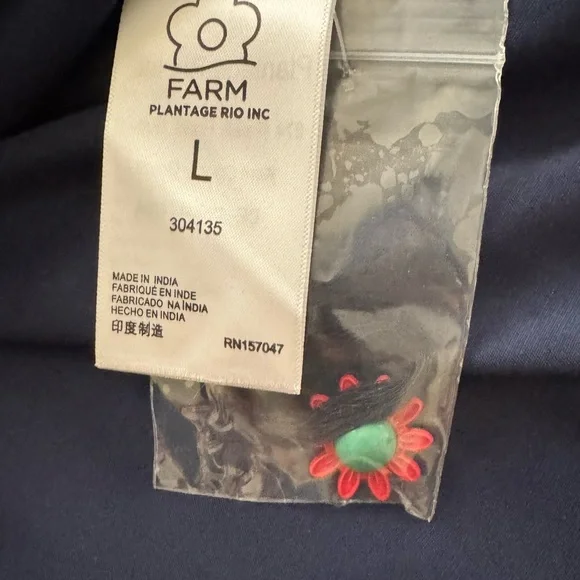 FARM
PLANTAGE RIO INC
L
304135
MADE IN INDIA
FABRIQUÉ EN INDE
FABRICADO NA ÍNDIA
HECHO EN INDIA
印度制造
RN157047